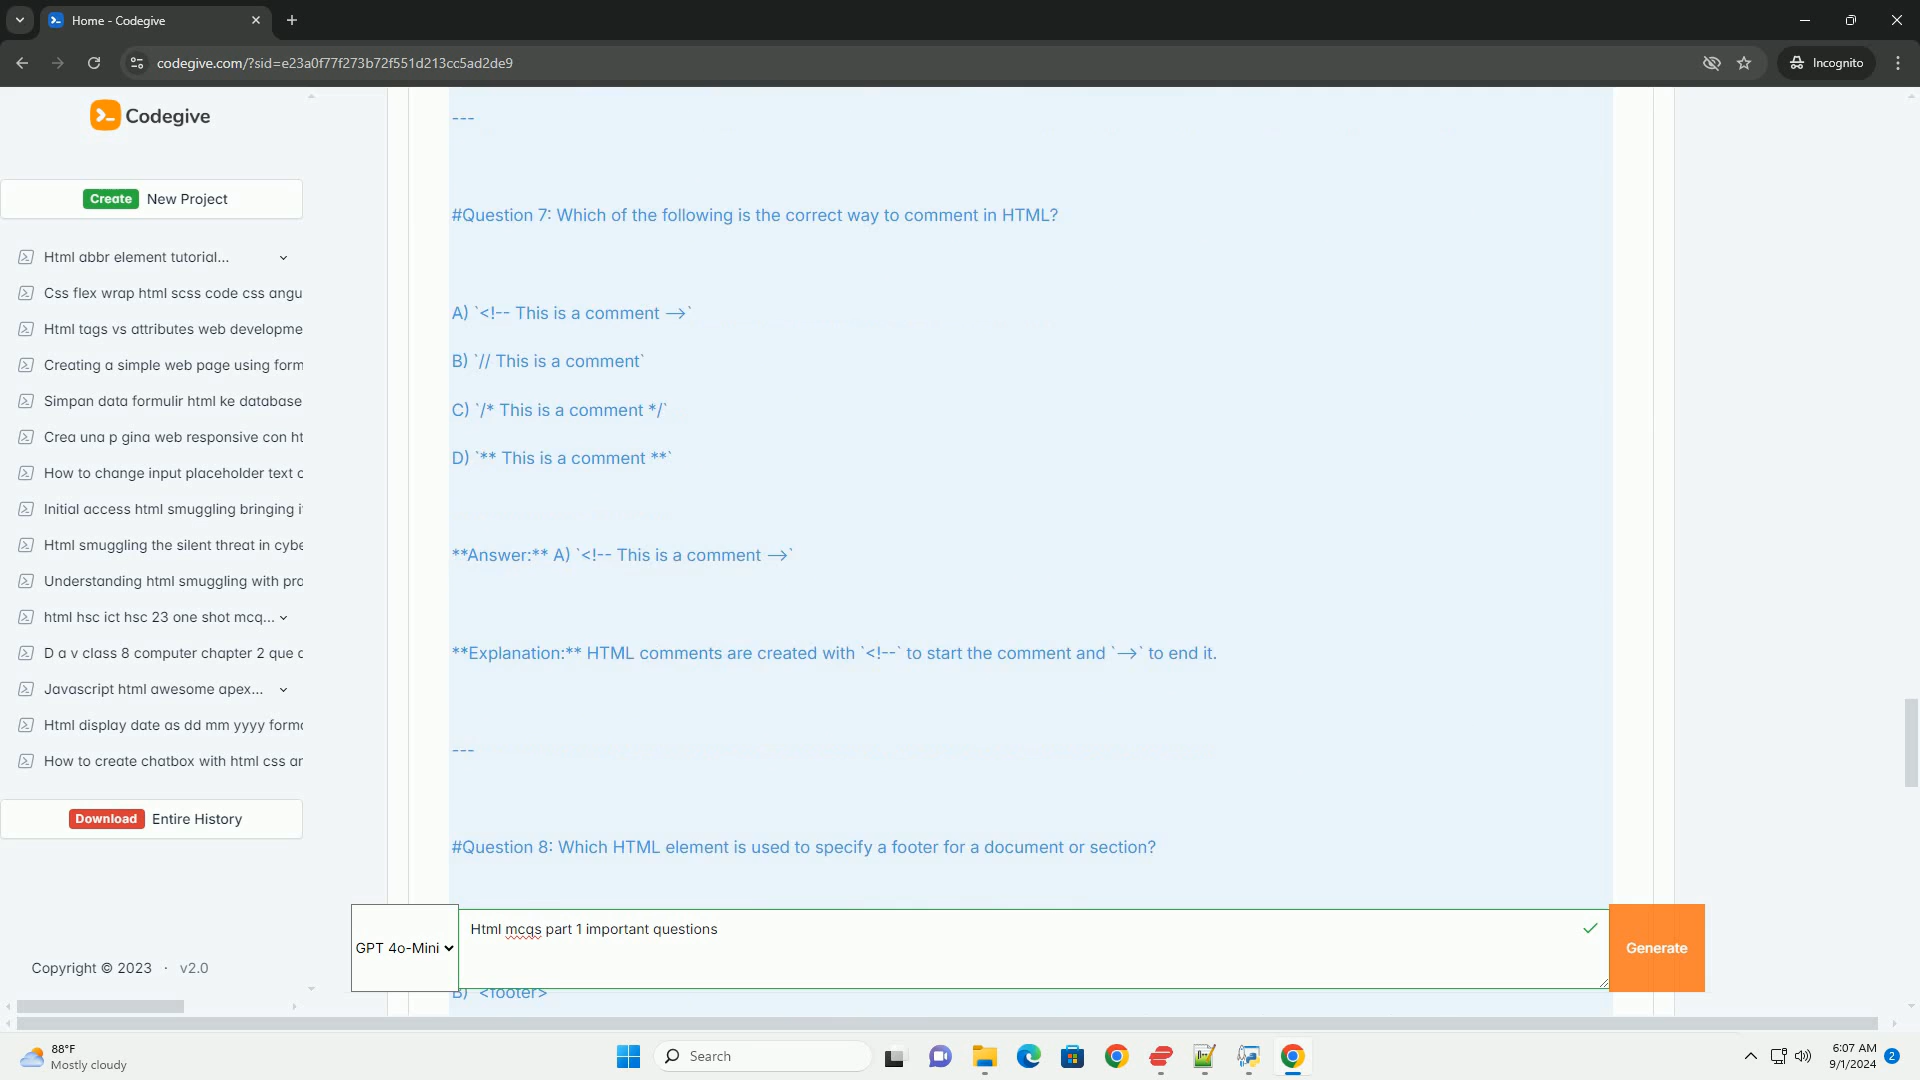 Home - Codegive
codegive.com/?sid=e23a0f77f273b72f551d213cc5ad2de9
Incognito
Codegive
Create New Project
Html abbr element tutorial...
Css flex wrap html scss code css angu
Html tags vs attributes web developme
Creating a simple web page using form
Simpan data formulir html ke database
Crea una p gina web responsive con ht
How to change input placeholder text c
Initial access html smuggling bringing i
Html smuggling the silent threat in cybe
Understanding html smuggling with pra
html hsc ict hsc 23 one shot mcq...
D a v class 8 computer chapter 2 que a
Javascript html awesome apex...
Html display date as dd mm yyyy forma
How to create chatbox with html css an
Download Entire History
Copyright © 2023 · v2.0
---
#Question 7: Which of the following is the correct way to comment in HTML?
A) `<!-- This is a comment -->`
B) `// This is a comment`
C) `/* This is a comment */`
D) `** This is a comment **`
**Answer:** A) `<!-- This is a comment -->`
**Explanation:** HTML comments are created with `<!--` to start the comment and `-->` to end it.
---
#Question 8: Which HTML element is used to specify a footer for a document or section?
GPT 4o-Mini
Html mcqs part 1 important questions
Generate
B) `<footer>`
88°F
Mostly cloudy
Search
6:07 AM
9/1/2024
2